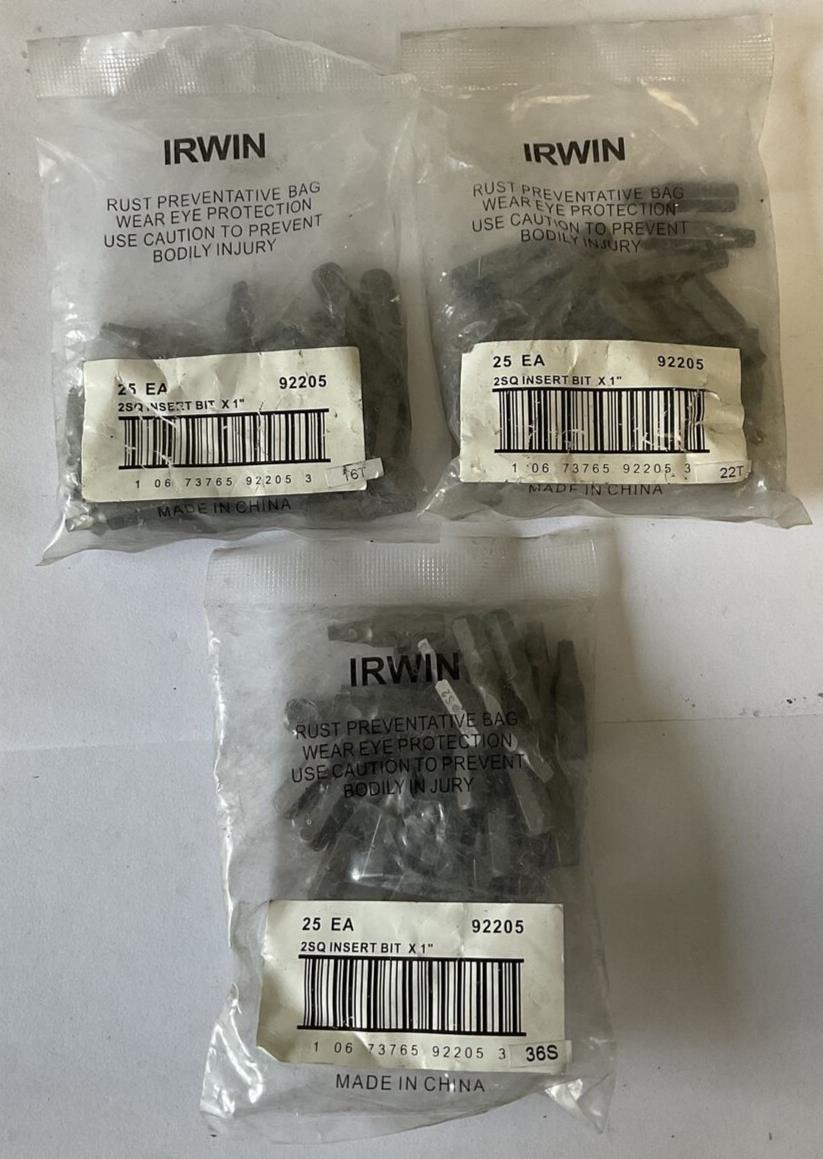 IRWIN
RUST PREVENTATIVE BAG
WEAR EYE PROTECTION
USE CAUTION TO PREVENT
BODILY INJURY
25 EA 92205
2SQ INSERT BIT X 1"
1 06 73765 92205 3
16T
MADE IN CHINA
IRWIN
RUST PREVENTATIVE BAG
WEAR EYE PROTECTION
USE CAUTION TO PREVENT
BODILY INJURY
25 EA 92205
2SQ INSERT BIT X 1"
1 06 73765 92205 3
22T
MADE IN CHINA
IRWIN
RUST PREVENTATIVE BAG
WEAR EYE PROTECTION
USE CAUTION TO PREVENT
BODILY IN JURY
S2
25 EA 92205
2SQ INSERT BIT X 1"
1 06 73765 92205 3
36S
MADE IN CHINA